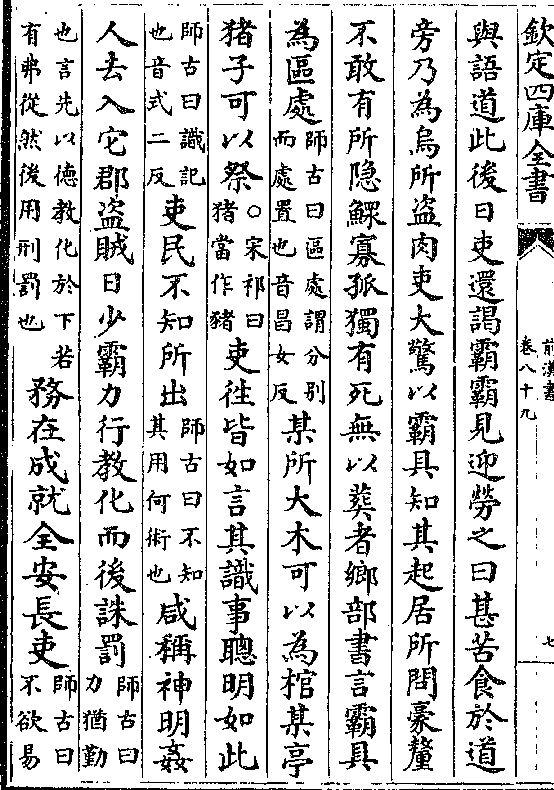 欽定四庫全書
前漢書
卷八十九
七
與語道此後日吏還謁霸霸見迎勞之曰甚苦食於道
旁乃為烏所盗肉吏大驚以霸具知其起居所問豪釐
不敢有所隐鰥寡孤獨有死無以葬者鄉部書言霸具
為區處師古曰區處謂分别而處置也音昌女反某所大木可以為棺某亭
猪子可以祭○宋祁曰猪當作豬吏徃皆如言其識事聰明如此
師古曰識記也音式二反吏民不知所出師古曰不知其用何術也咸稱神明姦
人去入它郡盗賊日少霸力行教化而後誅罰師古曰力猶勤
也言先以徳教化於下若有弗從然後用刑罰也務在成就全安長吏師古曰不欲易